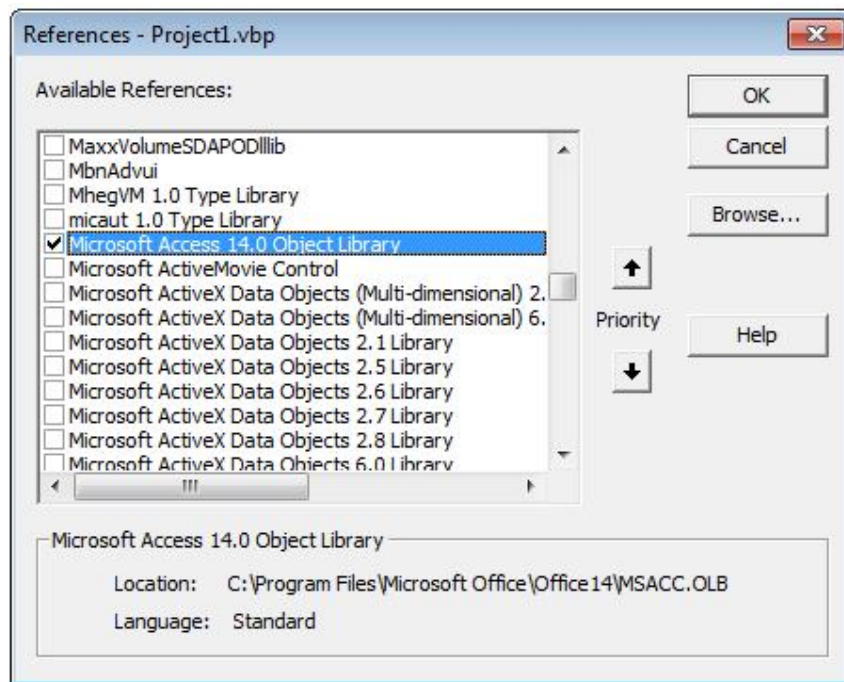 References - Project1.vbp
Available References:
MaxxVolumeSDAPODlllib
MbnAdvui
MhegVM 1.0 Type Library
micaut 1.0 Type Library
Microsoft Access 14.0 Object Library
Microsoft ActiveMovie Control
Microsoft ActiveX Data Objects (Multi-dimensional) 2.
Microsoft ActiveX Data Objects (Multi-dimensional) 6.
Microsoft ActiveX Data Objects 2.1 Library
Microsoft ActiveX Data Objects 2.5 Library
Microsoft ActiveX Data Objects 2.6 Library
Microsoft ActiveX Data Objects 2.7 Library
Microsoft ActiveX Data Objects 2.8 Library
Microsoft ActiveX Data Objects 6.0 Library
OK
Cancel
Browse...
Priority
Help
Microsoft Access 14.0 Object Library
Location: C:\Program Files\Microsoft Office\Office14\MSACC.OLB
Language: Standard